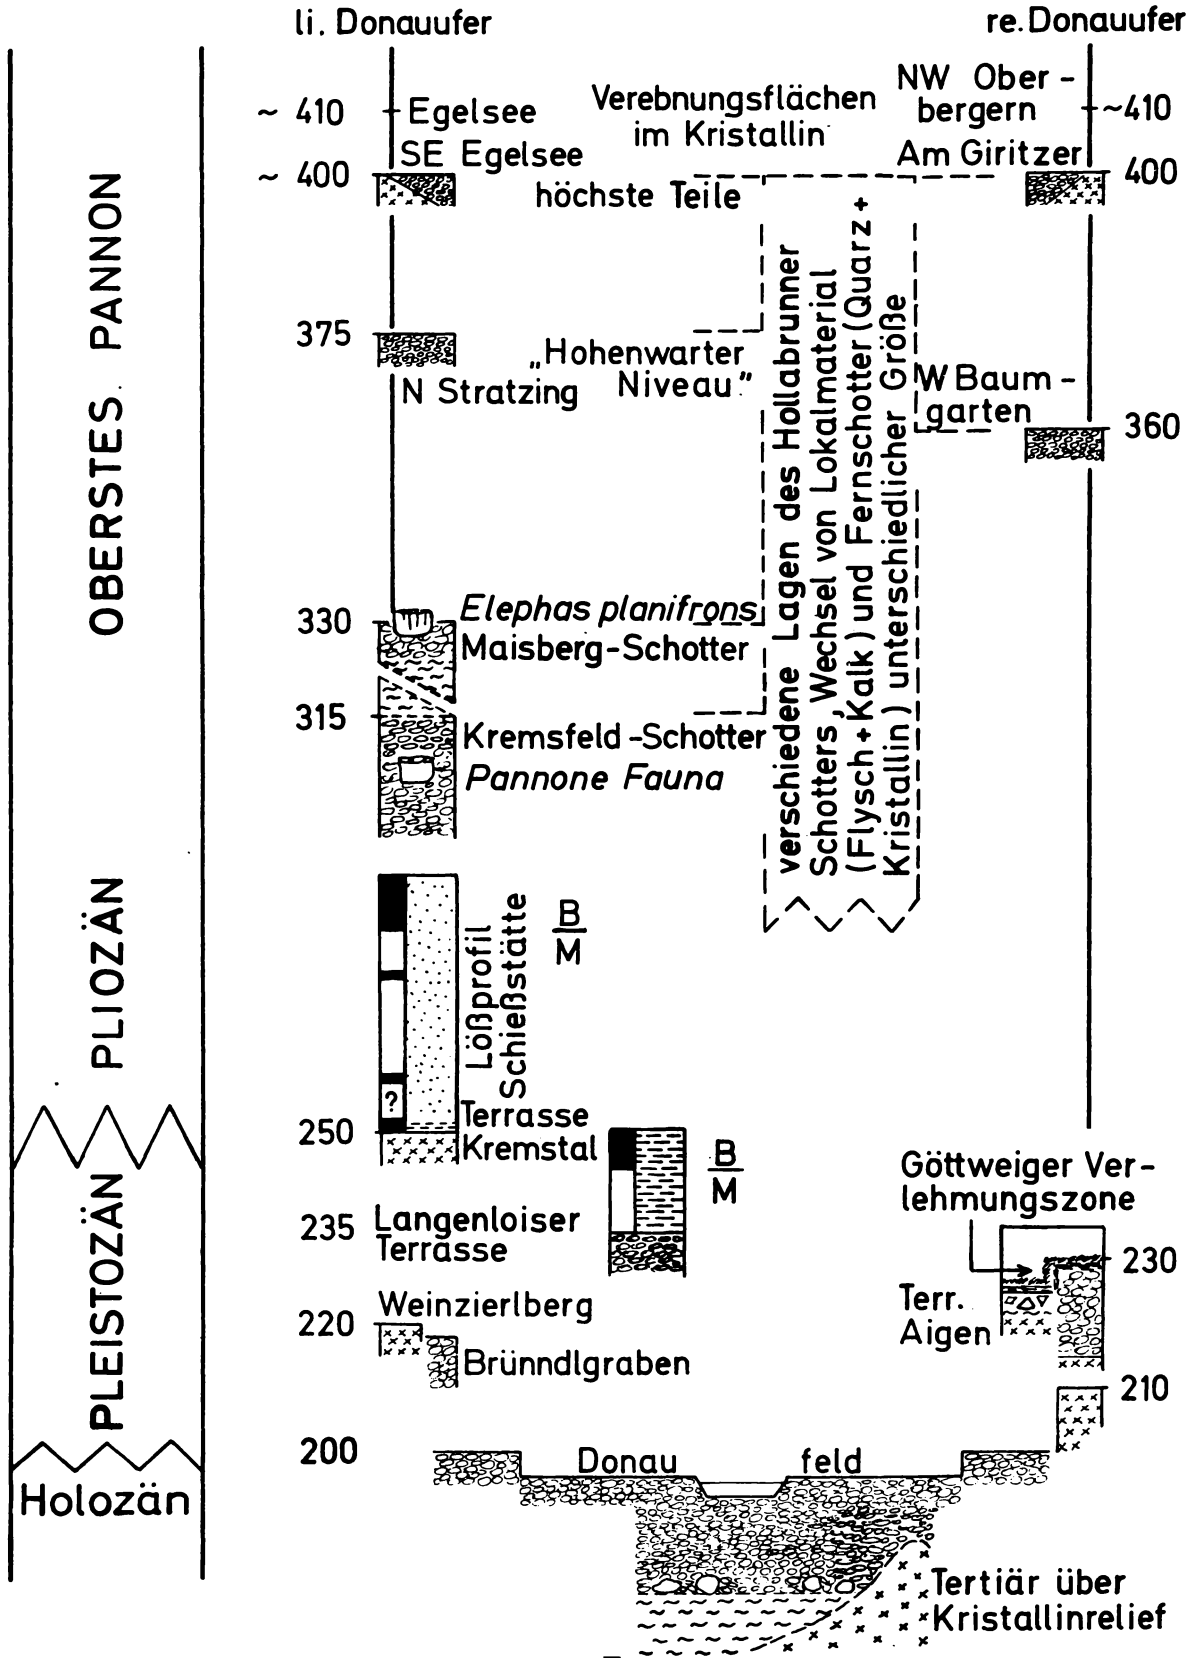 li. Donauufer
re. Donauufer
~ 410
Egelsee
Verebnungsflächen
im Kristallin
NW Ober-
bergern
~410
SE Egelsee
Am Giritzer
~ 400
400
höchste Teile
375
„Hohenwarter
Niveau."
N Stratzing
W Baum-
garten
360
verschiedene Lagen des Hollabrunner
Schotters, Wechsel von Lokalmaterial
(Flysch+Kalk) und Fernschotter (Quarz +
Kristallin) unterschiedlicher Größe
330
Elephas planifrons
Maisberg-Schotter
315
Kremsfeld-Schotter
Pannone Fauna
Lößprofil
Schießstätte
B
M
?
250
Terrasse
Kremstal
B
M
235
Langenloiser
Terrasse
Göttweiger Ver-
lehmungszone
230
Terr.
Aigen
220
Weinzierlberg
Brünndlgraben
210
200
Donau feld
Tertiär über
Kristallinrelief
OBERSTES PANNON
PLIOZÄN
PLEISTOZÄN
Holozän